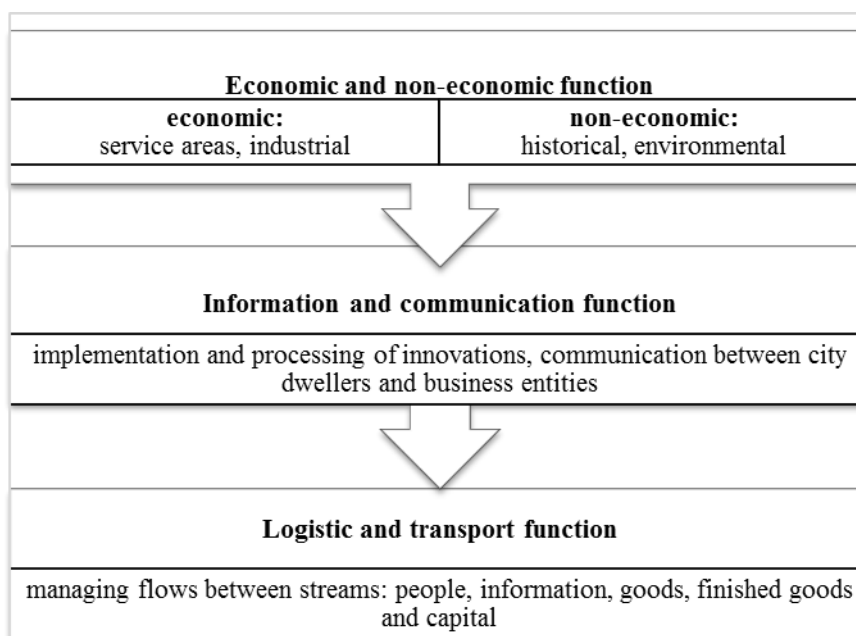 Economic and non-economic function
economic:
service areas, industrial
non-economic:
historical, environmental
Information and communication function
implementation and processing of innovations, communication between city
dwellers and business entities
Logistic and transport function
managing flows between streams: people, information, goods, finished goods
and capital